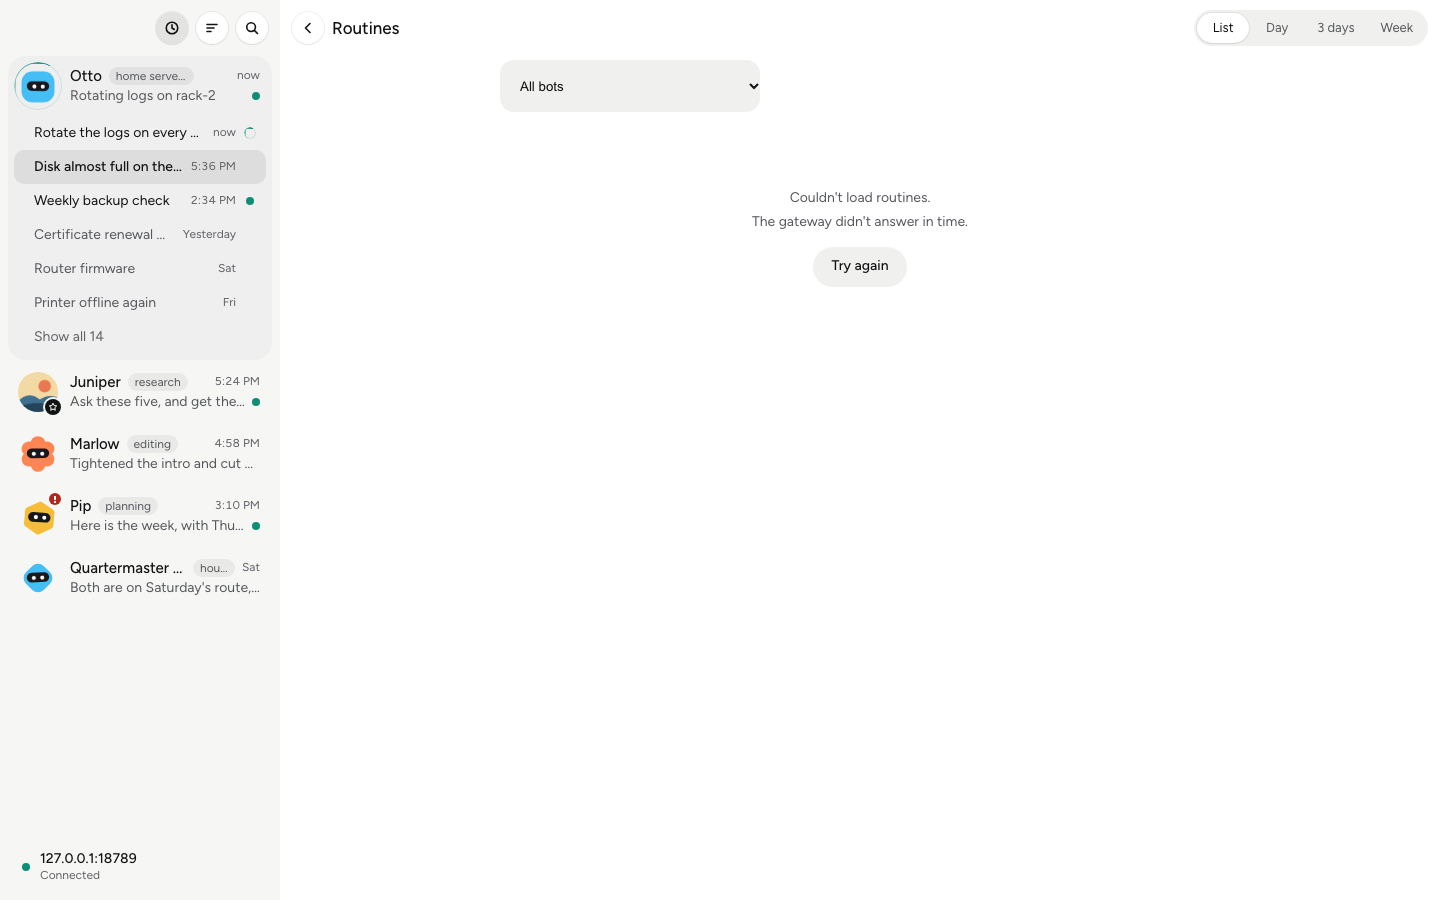 Otto home serve... now
Rotating logs on rack-2
Rotate the logs on every ... now
Disk almost full on the... 5:36 PM
Weekly backup check 2:34 PM
Certificate renewal ... Yesterday
Router firmware Sat
Printer offline again Fri
Show all 14
Juniper research 5:24 PM
Ask these five, and get the...
Marlow editing 4:58 PM
Tightened the intro and cut ...
Pip planning 3:10 PM
Here is the week, with Thu...
Quartermaster ... hou... Sat
Both are on Saturday's route,...
127.0.0.1:18789
Connected
Routines
List Day 3 days Week
All bots
Couldn't load routines.
The gateway didn't answer in time.
Try again